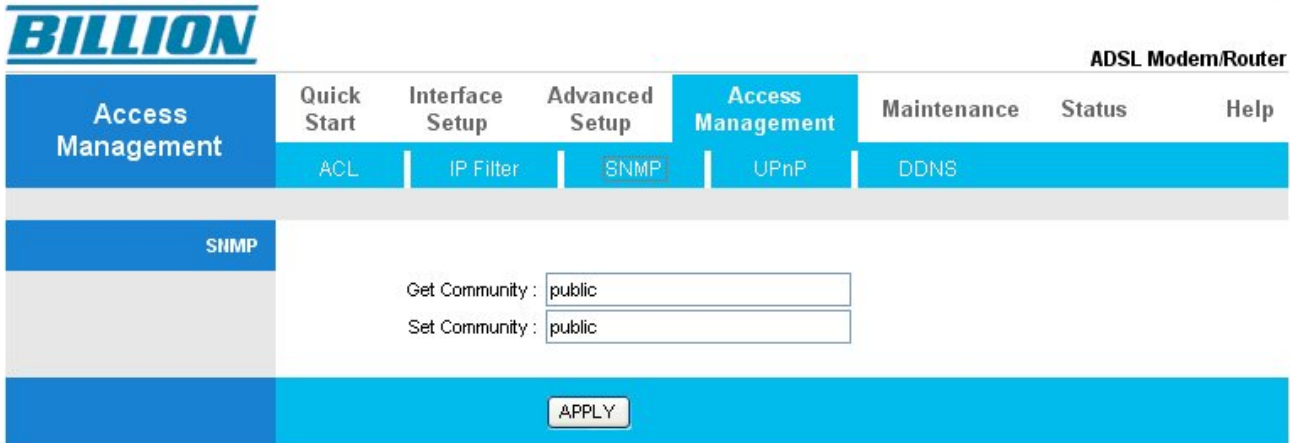 BILLION
ADSL Modem/Router
Access Management
Quick Start
Interface Setup
Advanced Setup
Access Management
Maintenance
Status
Help
ACL
IP Filter
SNMP
UPnP
DDNS
SNMP
Get Community : public
Set Community : public
APPLY